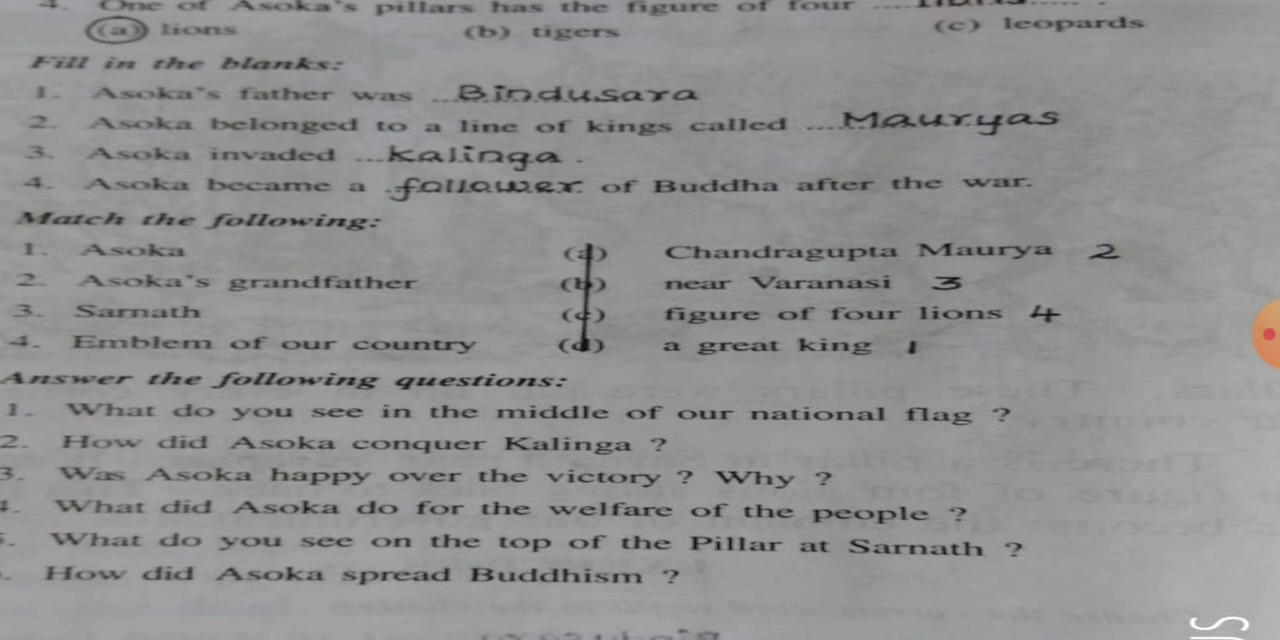 4. One of Asoka's pillars has the figure of four ..... lions ..... .
(a) lions (b) tigers (c) leopards
Fill in the blanks:
1. Asoka's father was ...Bindusara
2. Asoka belonged to a line of kings called ....Mauryas
3. Asoka invaded ...Kalinga.
4. Asoka became a .follower. of Buddha after the war.
Match the following:
1. Asoka (a) Chandragupta Maurya 2
2. Asoka's grandfather (b) near Varanasi 3
3. Sarnath (c) figure of four lions 4
4. Emblem of our country (d) a great king 1
Answer the following questions:
1. What do you see in the middle of our national flag ?
2. How did Asoka conquer Kalinga ?
3. Was Asoka happy over the victory ? Why ?
4. What did Asoka do for the welfare of the people ?
5. What do you see on the top of the Pillar at Sarnath ?
. How did Asoka spread Buddhism ?